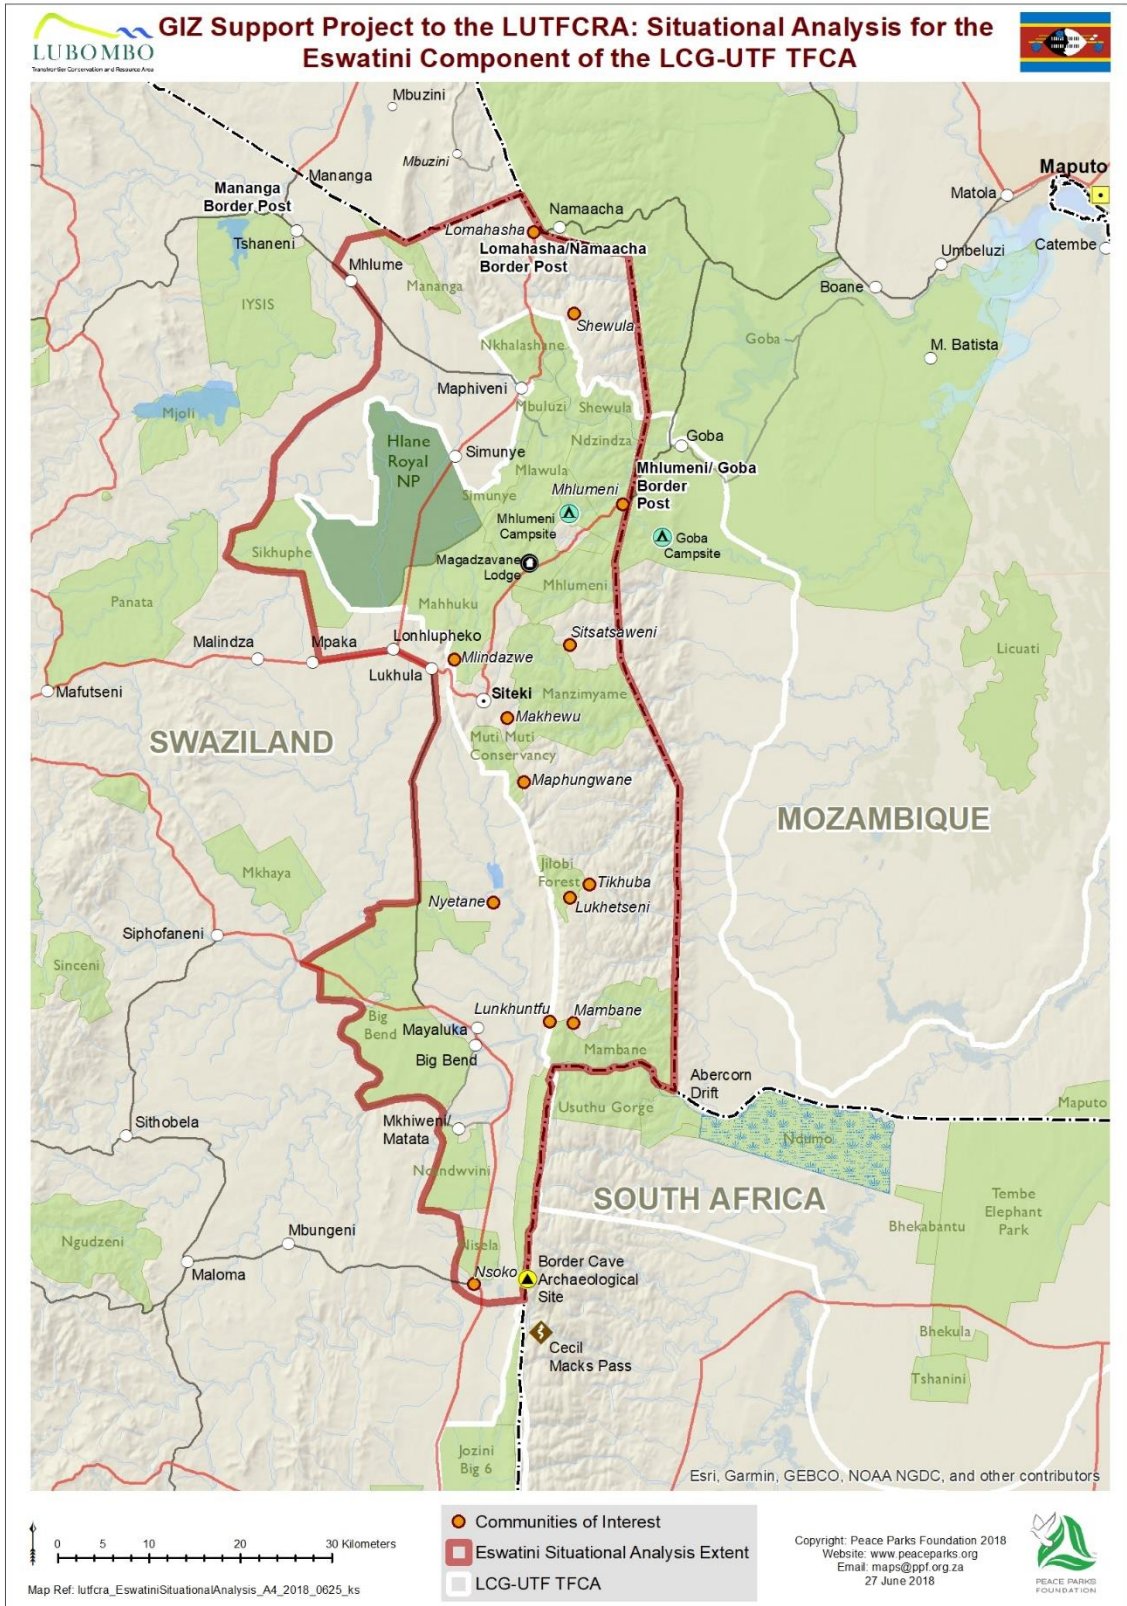 LUBOMBO
Transfrontier Conservation and Resource Area
GIZ Support Project to the LUTFCRA: Situational Analysis for the
Eswatini Component of the LCG-UTF TFCA
Mbuzini
Mbuzini
Mananga
Mananga
Border Post
Maputo
Matola
Namaacha
Lomahasha
Tshaneni
Lomahasha/Namaacha
Border Post
Umbeluzi
Catembe
Mhlume
Mananga
Boane
IYSIS
Shewula
Goba
Nkhalashane
M. Batista
Maphiveni
Mbuluzi
Shewula
Mjoli
Hlane
Royal
NP
Ndzindza
Goba
Simunye
Mlawula
Mhlumeni/ Goba
Border
Post
Simunye
Mhlumeni
Mhlumeni
Campsite
Goba
Campsite
Sikhuphe
Magadzavane
Lodge
Mhlumeni
Panata
Mahhuku
Malindza
Mpaka
Lonhlupheko
Sitsatsaweni
Licuati
Mlindazwe
Lukhula
Mafutseni
Siteki
Manzimyame
Makhewu
SWAZILAND
Muti Muti
Conservancy
Maphungwane
MOZAMBIQUE
Mkhaya
Jilobi
Forest
Tikhuba
Nyetane
Lukhetseni
Siphofaneni
Sinceni
Big
Bend
Lunkhuntfu
Mambane
Mayaluka
Mambane
Big Bend
Abercorn
Drift
Usuthu Gorge
Maputo
Sithobela
Mkhiweni/
Matata
Ndumo
SOUTH AFRICA
Tembe
Elephant
Park
Bhekabantu
Ngudzeni
Mbungeni
Nisela
Maloma
Nsoko
Border Cave
Archaeological
Site
Bhekula
Cecil
Macks Pass
Tshanini
Jozini
Big 6
Esri, Garmin, GEBCO, NOAA NGDC, and other contributors
0 5 10 20 30 Kilometers
Map Ref: lutfcra_EswatiniSituationalAnalysis_A4_2018_0625_ks
Communities of Interest
Eswatini Situational Analysis Extent
LCG-UTF TFCA
Copyright: Peace Parks Foundation 2018
Website: www.peaceparks.org
Email: maps@ppf.org.za
27 June 2018
PEACE PARKS
FOUNDATION